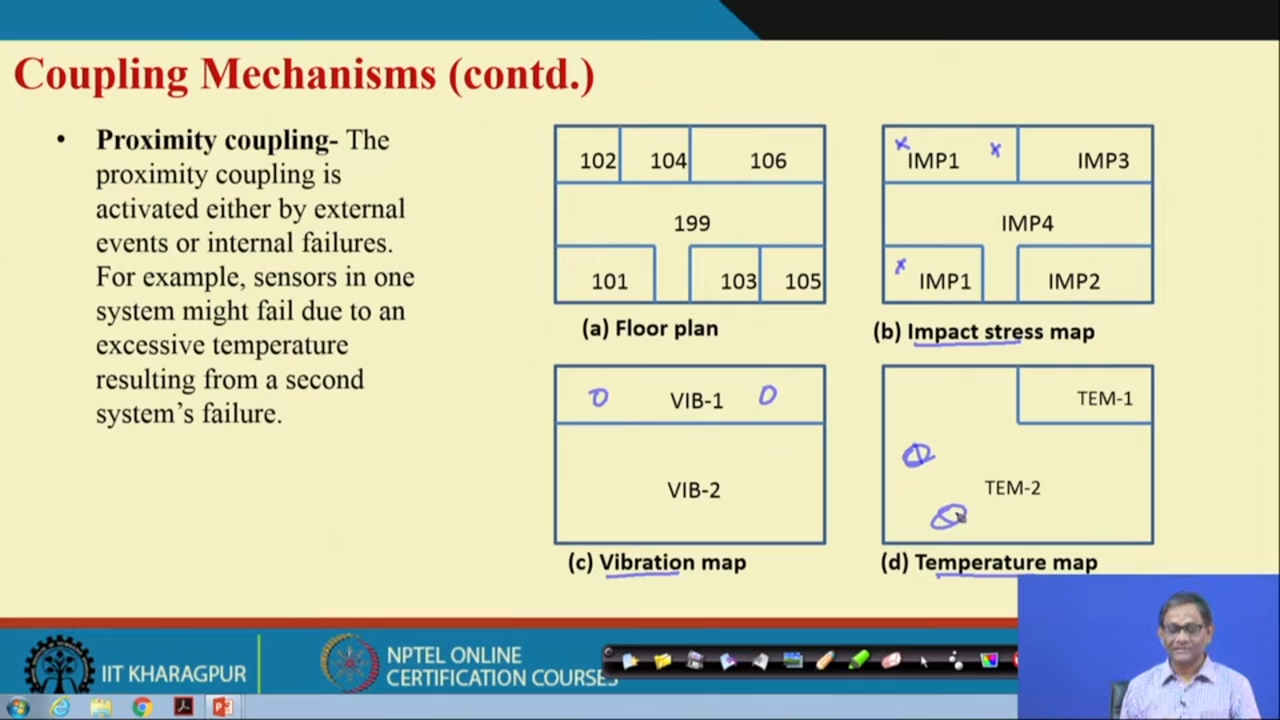 Coupling Mechanisms (contd.)
• Proximity coupling- The
proximity coupling is
activated either by external
events or internal failures.
For example, sensors in one
system might fail due to an
excessive temperature
resulting from a second
system's failure.
102 104 106
199
101 103 105
(a) Floor plan
IMP1 IMP3
IMP4
IMP1 IMP2
(b) Impact stress map
VIB-1
VIB-2
(c) Vibration map
TEM-1
TEM-2
(d) Temperature map
IIT KHARAGPUR
NPTEL ONLINE
CERTIFICATION COURSES